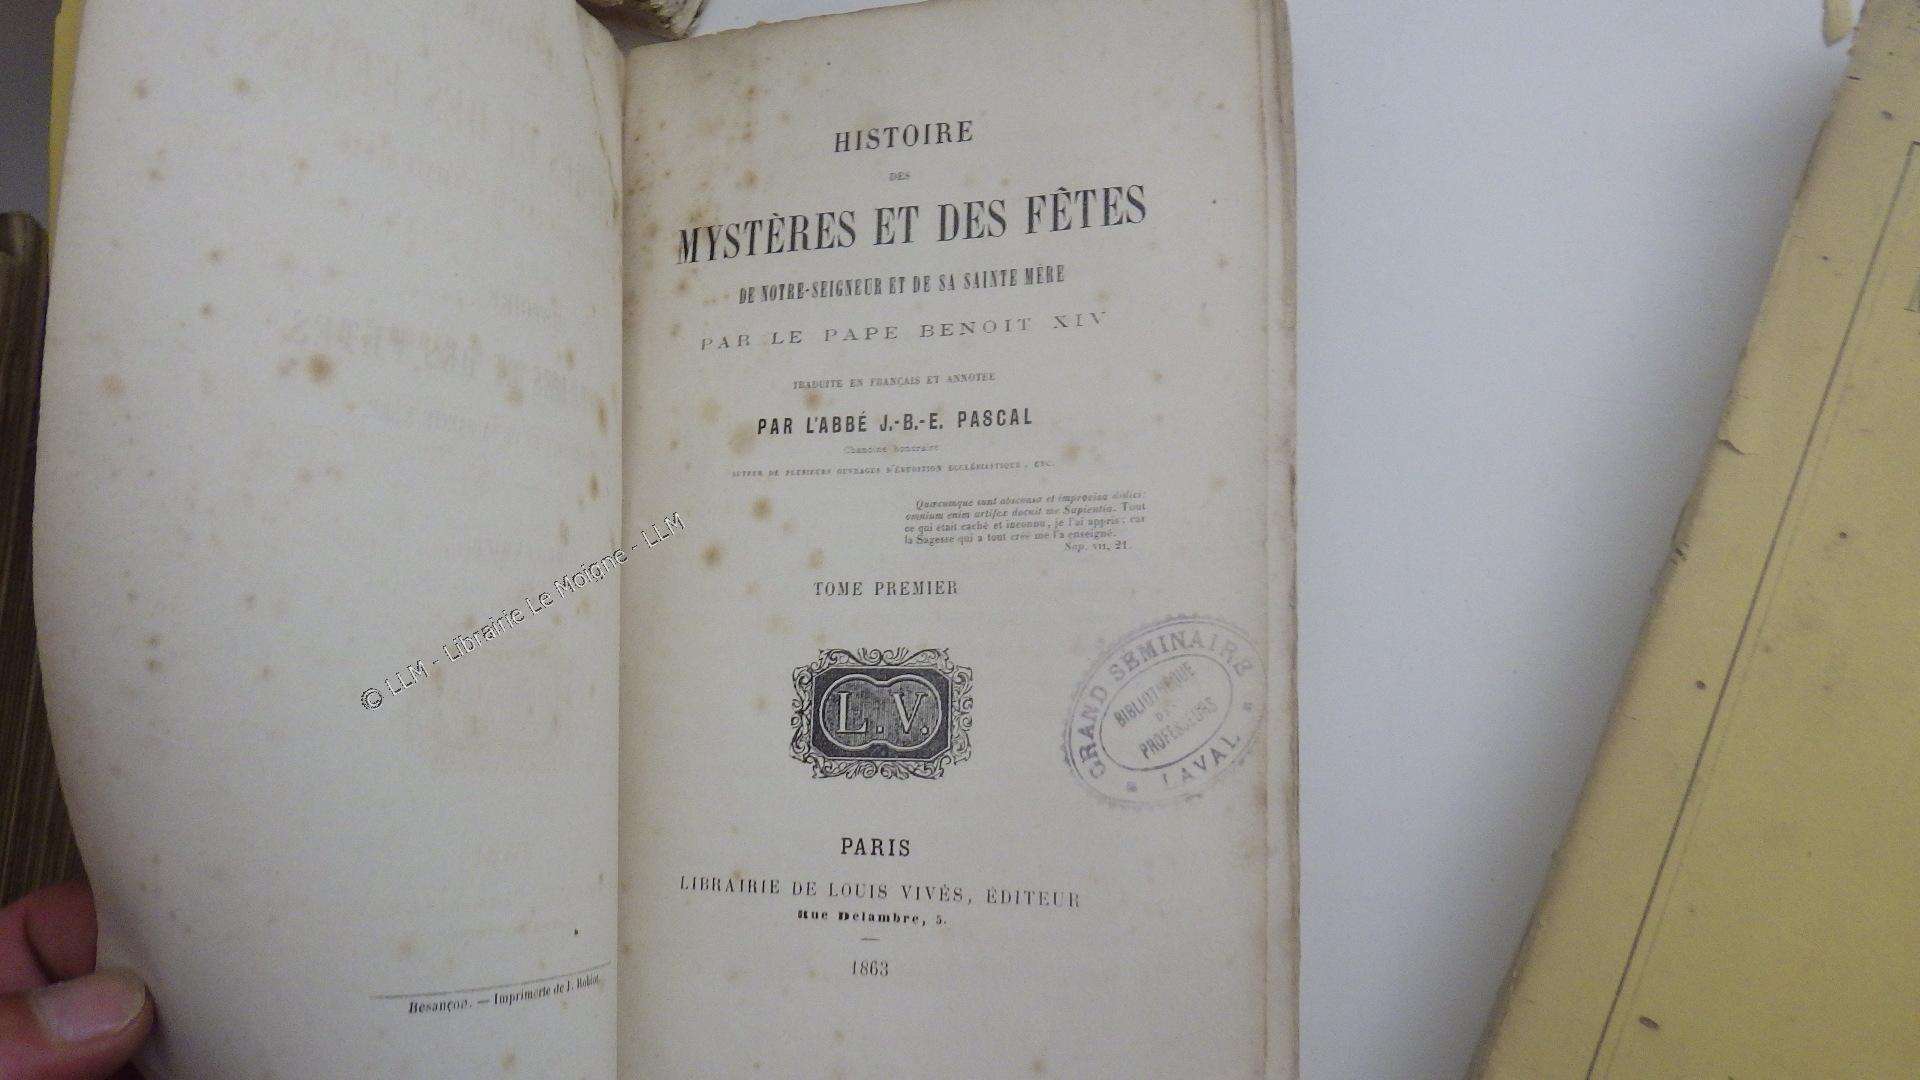 HISTOIRE
DES
MYSTÈRES ET DES FÊTES
DE NOTRE-SEIGNEUR ET DE SA SAINTE MÈRE
PAR LE PAPE BENOIT XIV
TRADUITE EN FRANÇAIS ET ANNOTÉE
PAR L'ABBÉ J.-B.-E. PASCAL
Chanoine honoraire
AUTEUR DE PLUSIEURS OUVRAGES D'ÉRUDITION ECCLÉSIASTIQUE, ETC.
Quæcumque sunt absconsa et improvisa didici:
omnium enim artifex docuit me Sapientia. Tout
ce qui était caché et inconnu, je l'ai appris; car
la Sagesse qui a tout créé me l'a enseigné.
Sap. VII, 21.
TOME PREMIER
L.V.
GRAND SÉMINAIRE
BIBLIOTHÈQUE
DES
PROFESSEURS
LAVAL
PARIS
LIBRAIRIE DE LOUIS VIVÈS, ÉDITEUR
Rue Delambre, 5.
1863
© LLM - Librairie Le Moigne - LLM
Besançon. — Imprimerie de J.